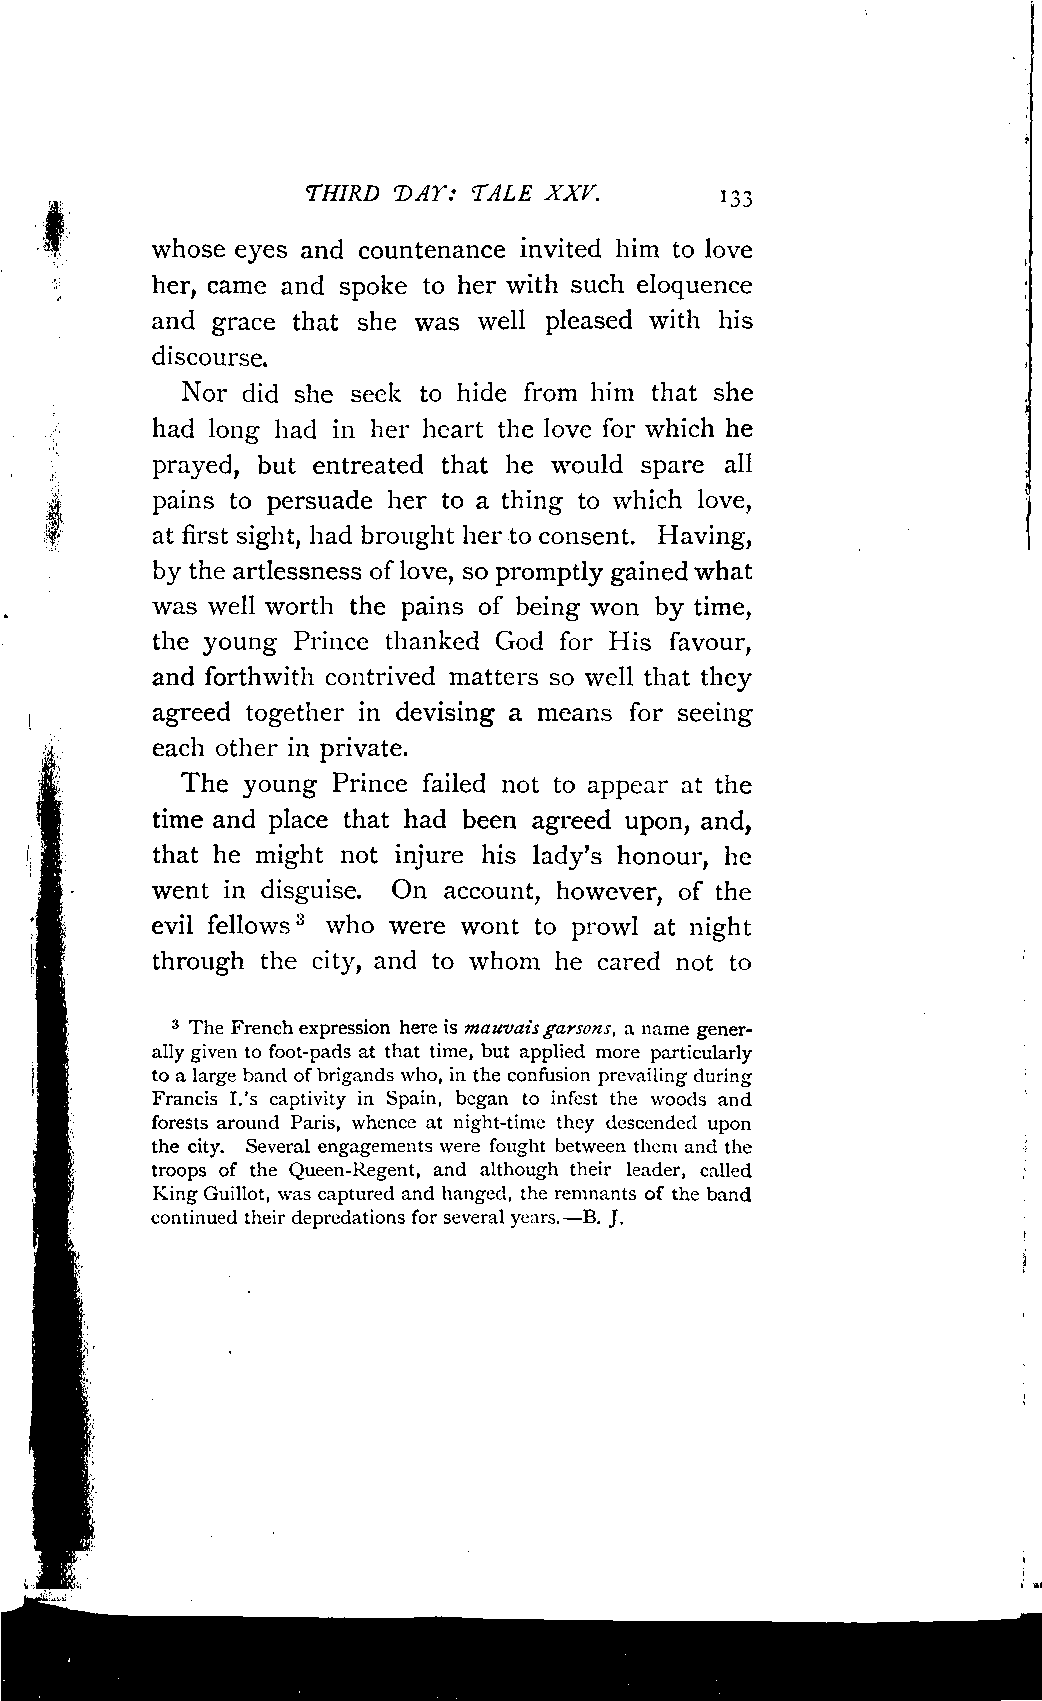 THIRD DAY: TALE XXV. 133
whose eyes and countenance invited him to love
her, came and spoke to her with such eloquence
and grace that she was well pleased with his
discourse.
Nor did she seek to hide from him that she
had long had in her heart the love for which he
prayed, but entreated that he would spare all
pains to persuade her to a thing to which love,
at first sight, had brought her to consent. Having,
by the artlessness of love, so promptly gained what
was well worth the pains of being won by time,
the young Prince thanked God for His favour,
and forthwith contrived matters so well that they
agreed together in devising a means for seeing
each other in private.
The young Prince failed not to appear at the
time and place that had been agreed upon, and,
that he might not injure his lady's honour, he
went in disguise. On account, however, of the
evil fellows ³ who were wont to prowl at night
through the city, and to whom he cared not to
³ The French expression here is mauvais garsons, a name gener-
ally given to foot-pads at that time, but applied more particularly
to a large band of brigands who, in the confusion prevailing during
Francis I.'s captivity in Spain, began to infest the woods and
forests around Paris, whence at night-time they descended upon
the city. Several engagements were fought between them and the
troops of the Queen-Regent, and although their leader, called
King Guillot, was captured and hanged, the remnants of the band
continued their depredations for several years.—B. J.